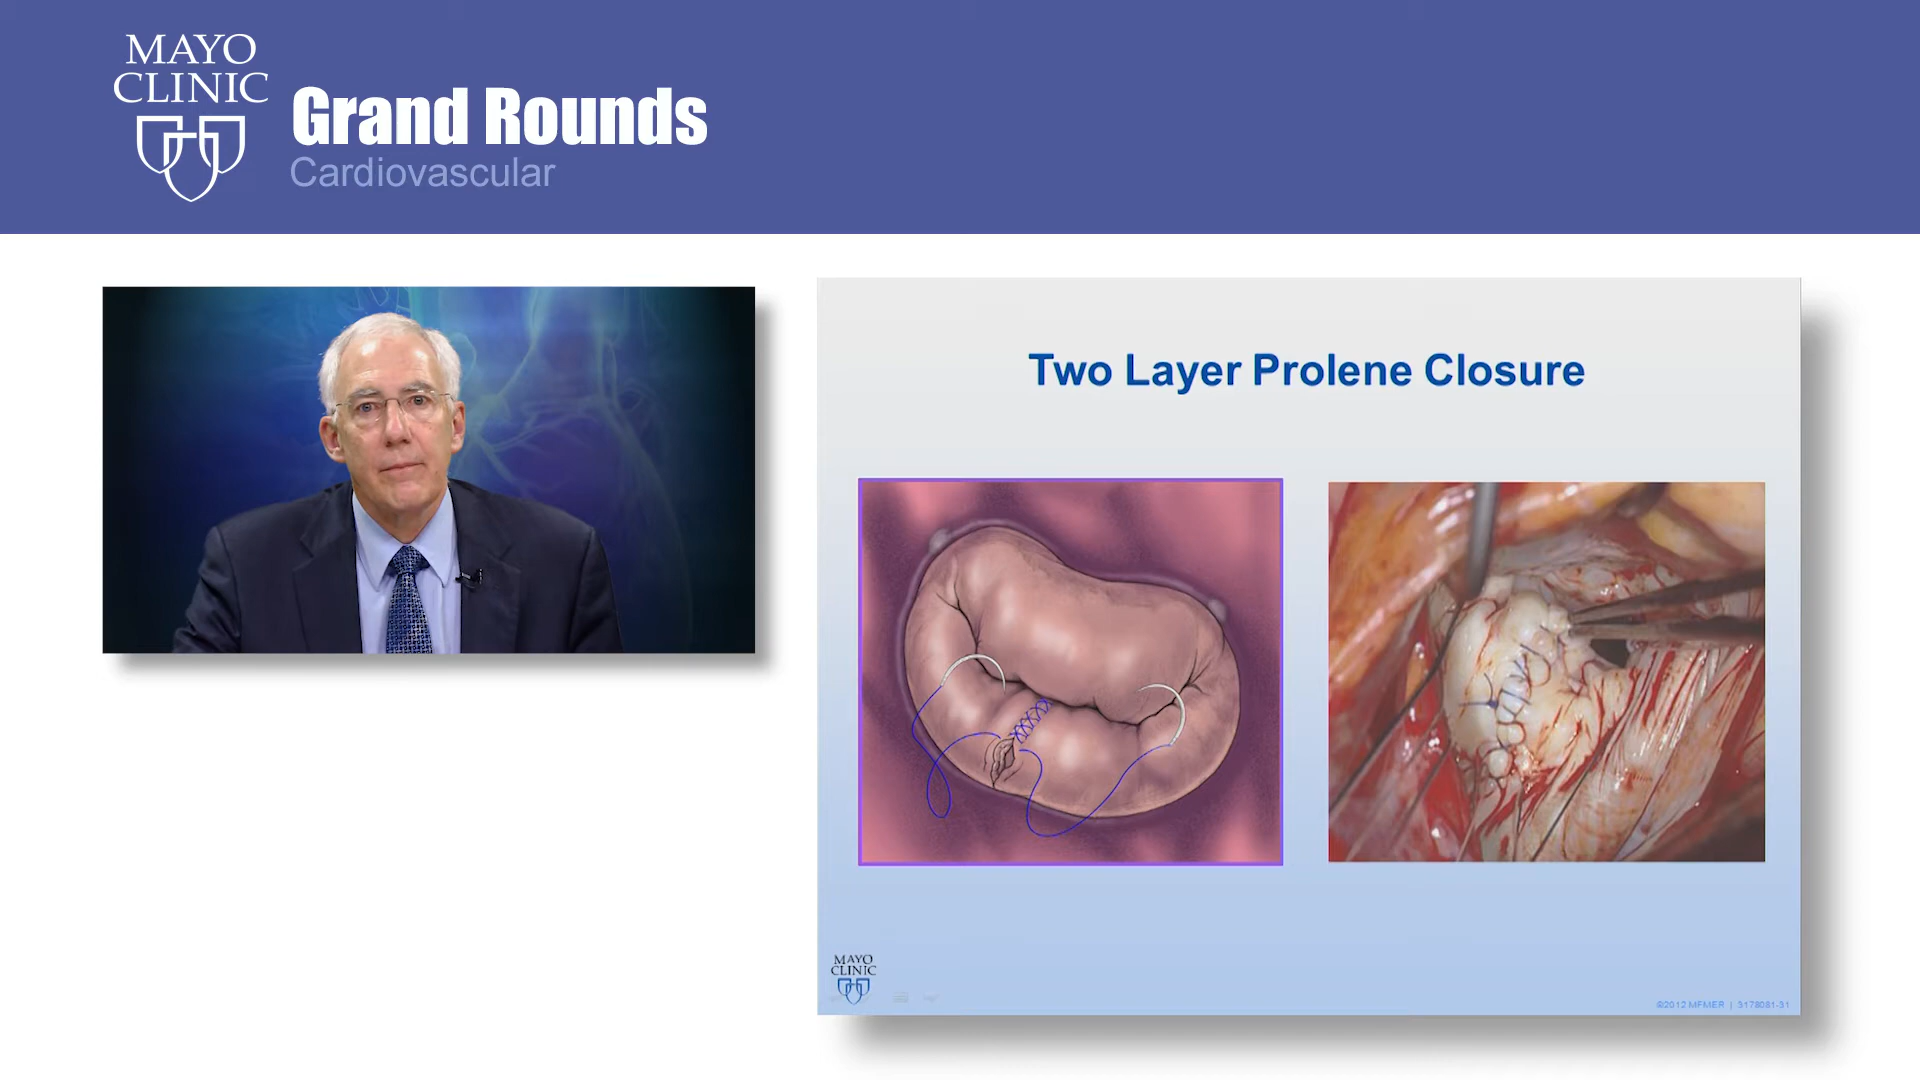 MAYO
CLINIC
Grand Rounds
Cardiovascular
Two Layer Prolene Closure
MAYO
CLINIC
©2012 MFMER | 3178081-31